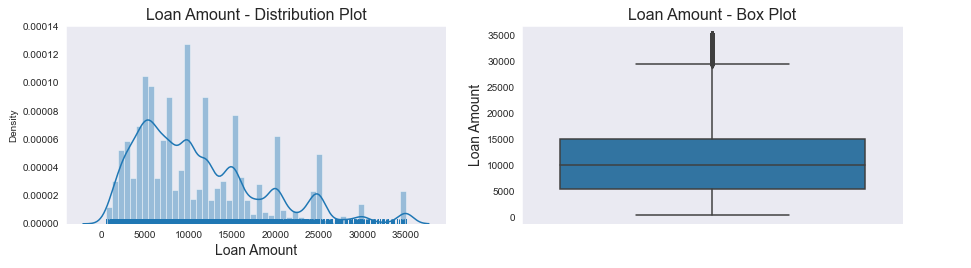 Loan Amount - Distribution Plot
0.00014
0.00012
0.00010
0.00008
0.00006
0.00004
0.00002
0.00000
Density
0 5000 10000 15000 20000 25000 30000 35000
Loan Amount
Loan Amount - Box Plot
35000
30000
25000
20000
15000
10000
5000
0
Loan Amount